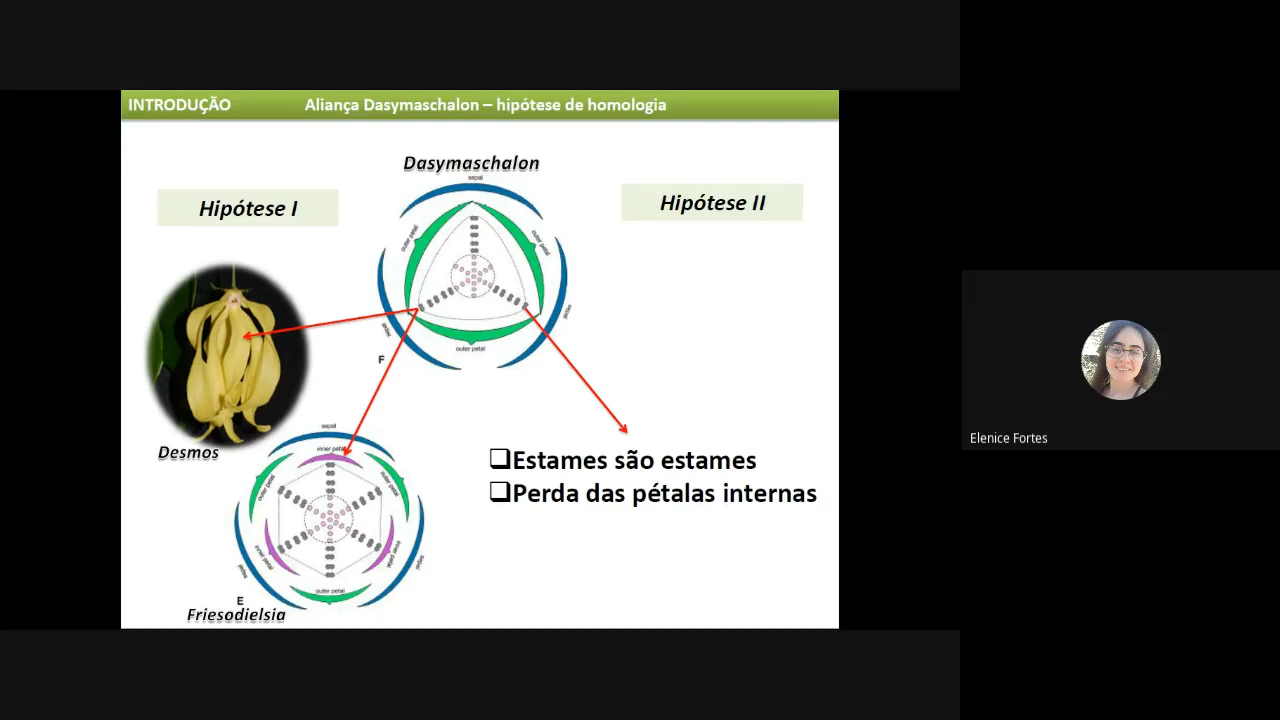 INTRODUÇÃO Aliança Dasymaschalon – hipótese de homologia
Dasymaschalon
Hipótese I
Hipótese II
sepal
outer petal
outer petal
sepal
sepal
outer petal
F
Desmos
sepal
inner petal
outer petal
outer petal
inner petal
inner petal
sepal
sepal
outer petal
E
Friesodielsia
❑Estames são estames
❑Perda das pétalas internas
Elenice Fortes